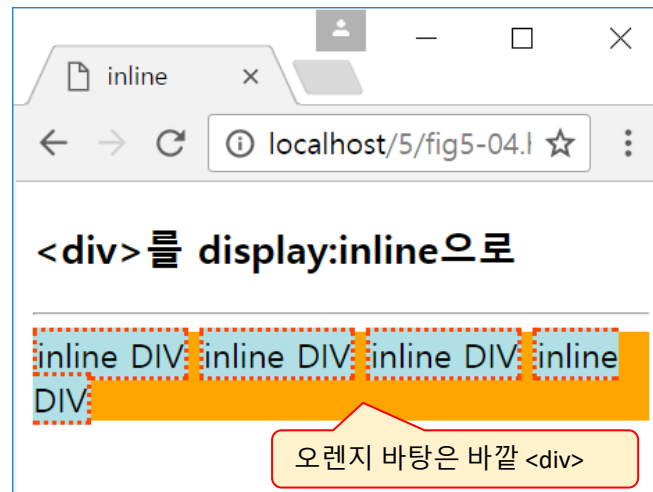 inline
localhost/5/fig5-04.
<div>를 display:inline으로
inline DIV inline DIV inline DIV inline
DIV
오렌지 바탕은 바깥 <div>